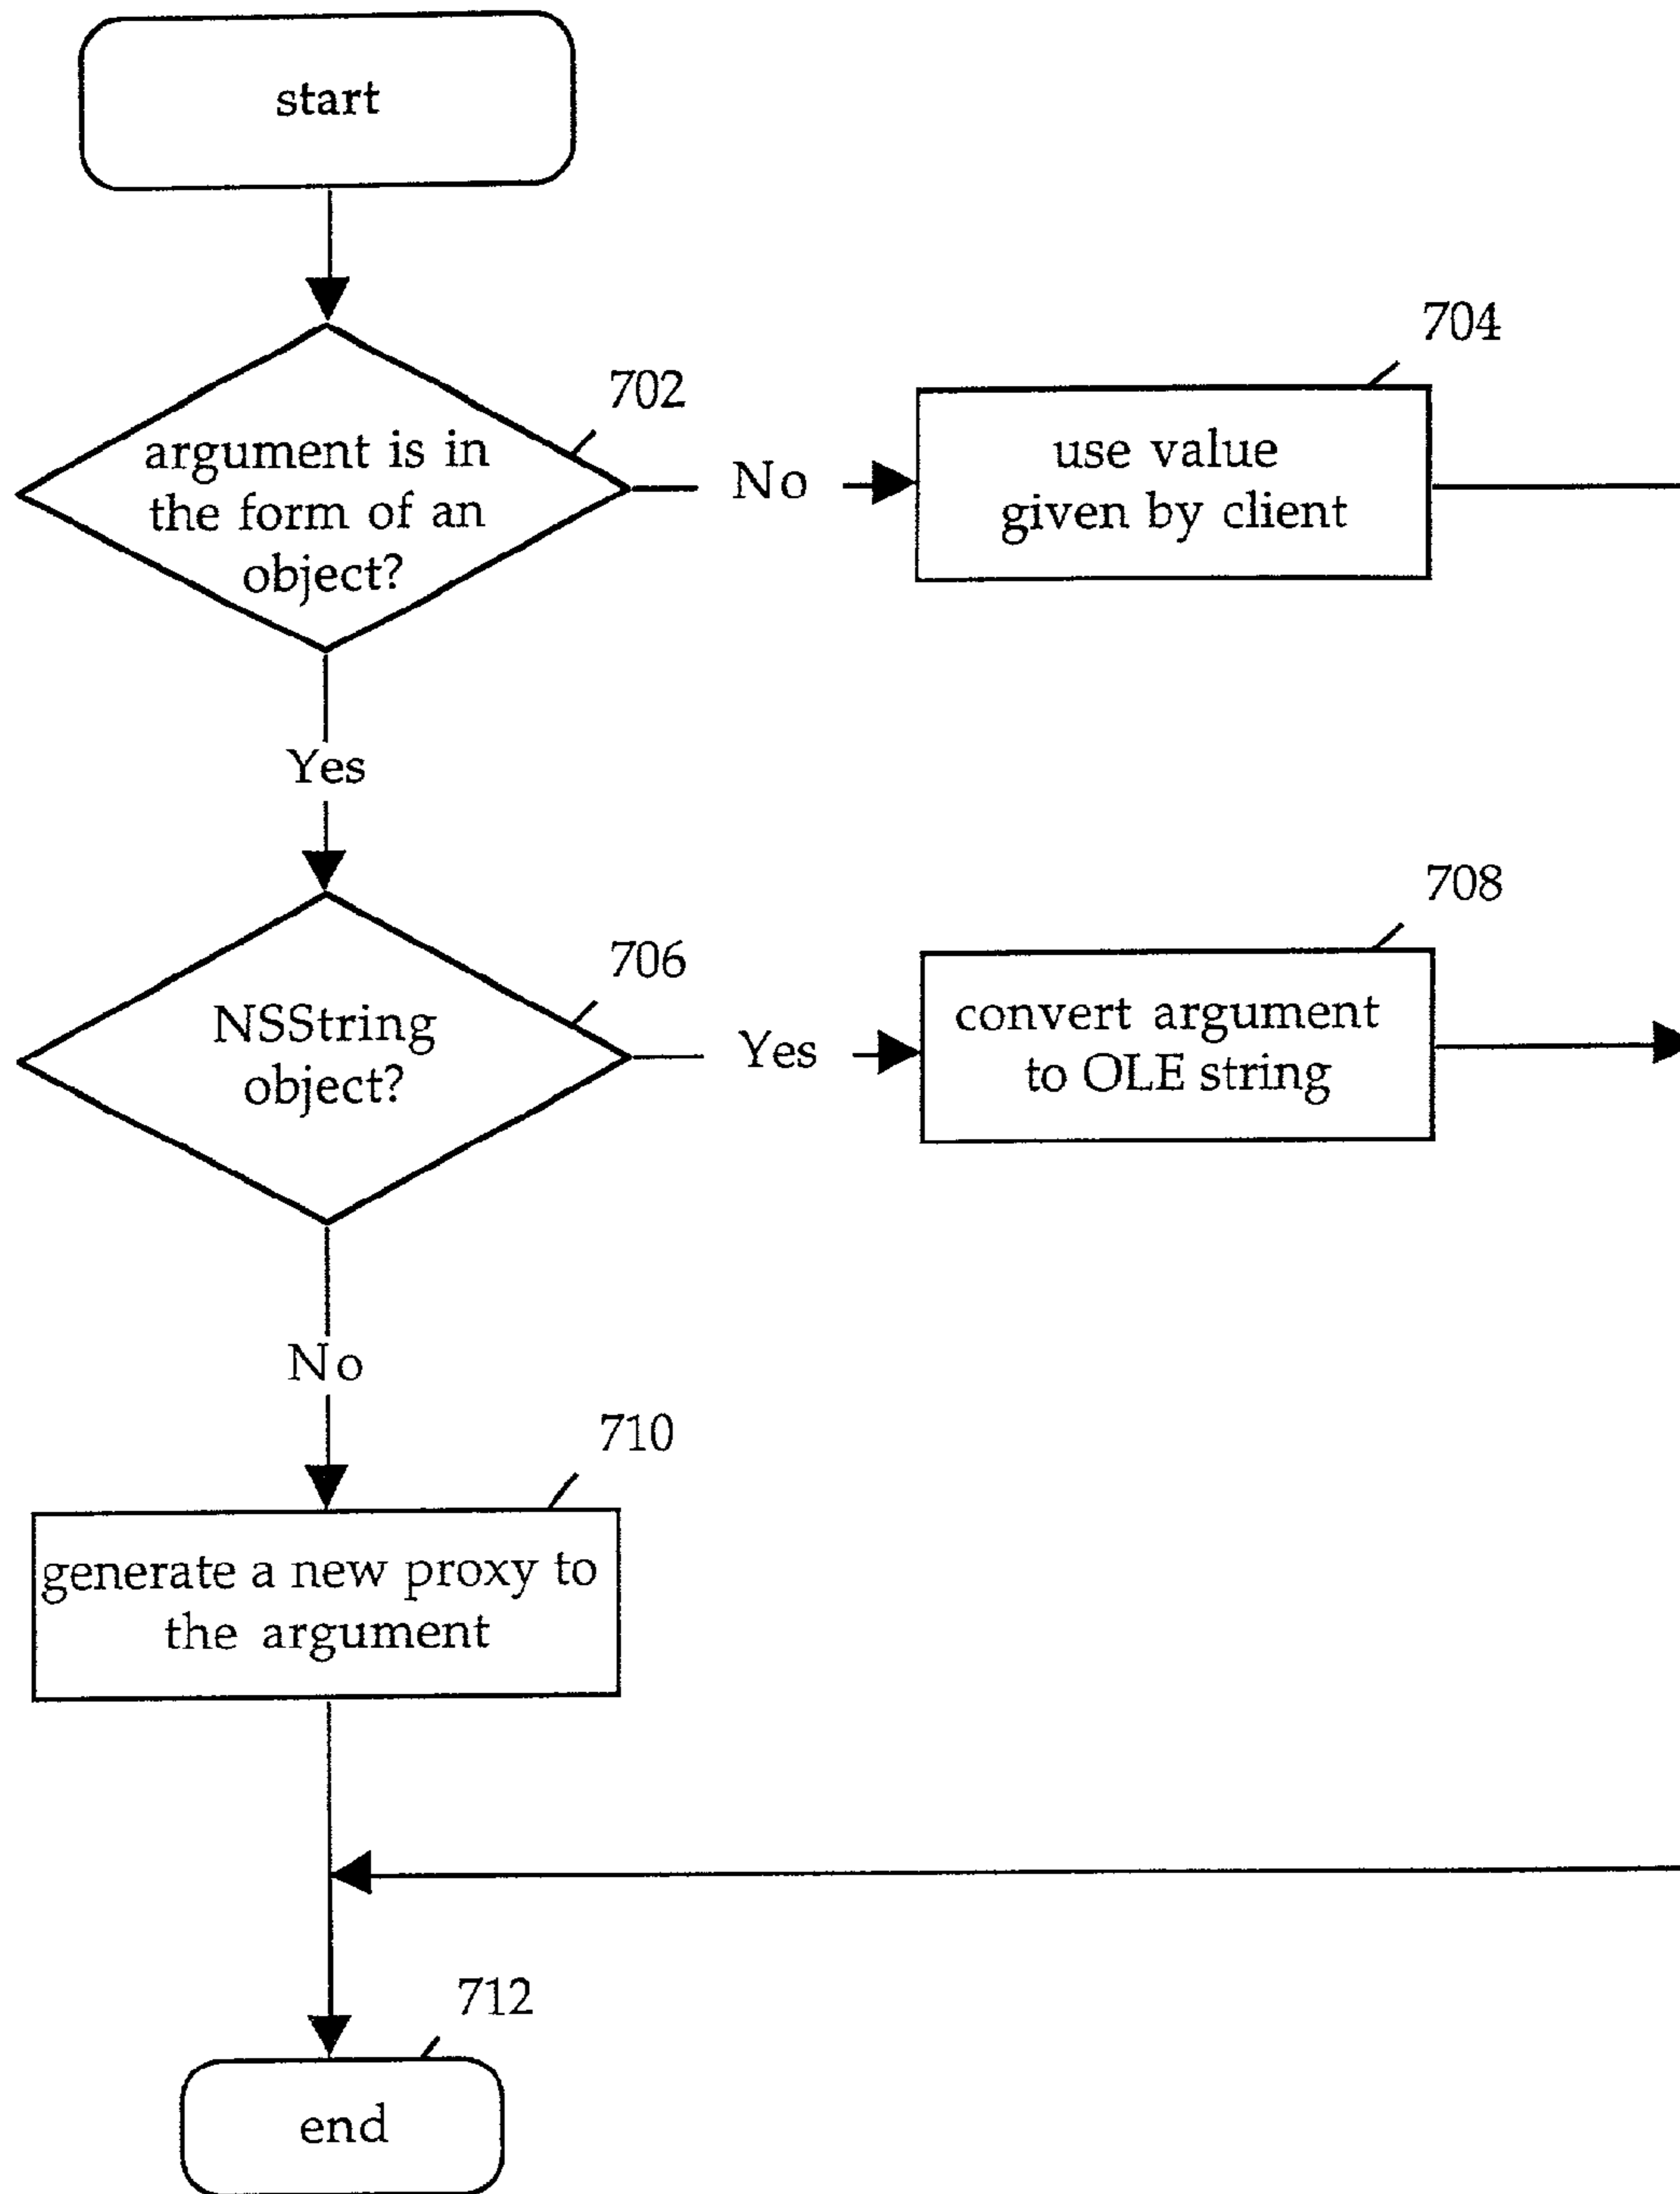 start
702
argument is in
the form of an
object?
No
704
use value
given by client
Yes
706
NSString
object?
Yes
708
convert argument
to OLE string
No
710
generate a new proxy to
the argument
712
end